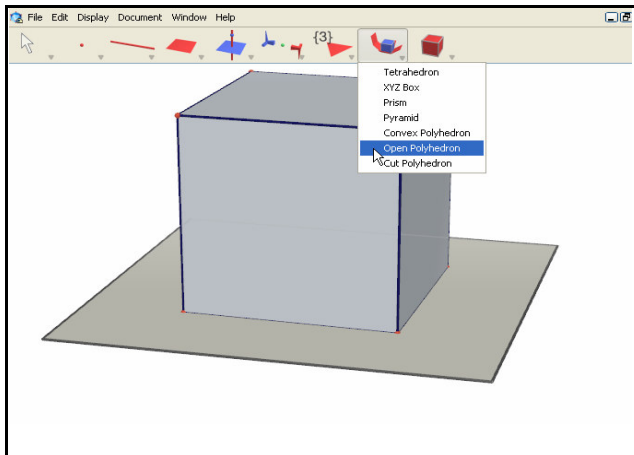 File Edit Display Document Window Help
{3}
Tetrahedron
XYZ Box
Prism
Pyramid
Convex Polyhedron
Open Polyhedron
Cut Polyhedron